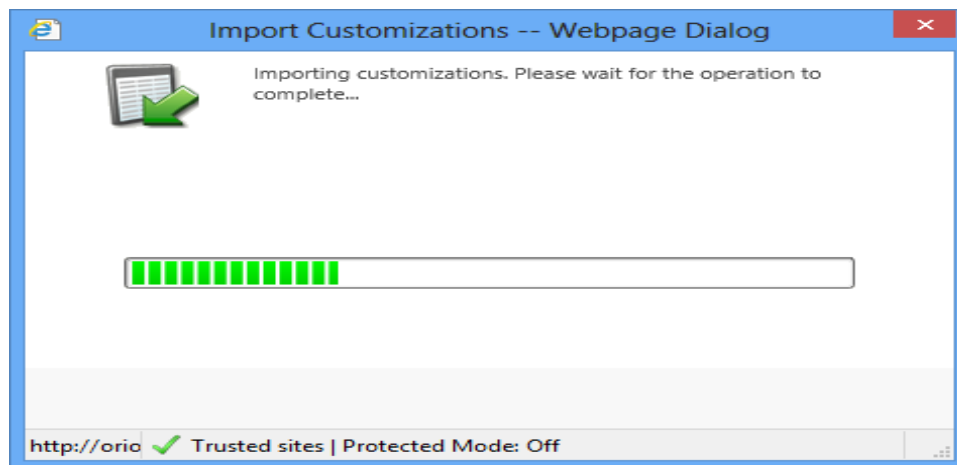 Import Customizations -- Webpage Dialog
Importing customizations. Please wait for the operation to
complete...
http://orio Trusted sites | Protected Mode: Off